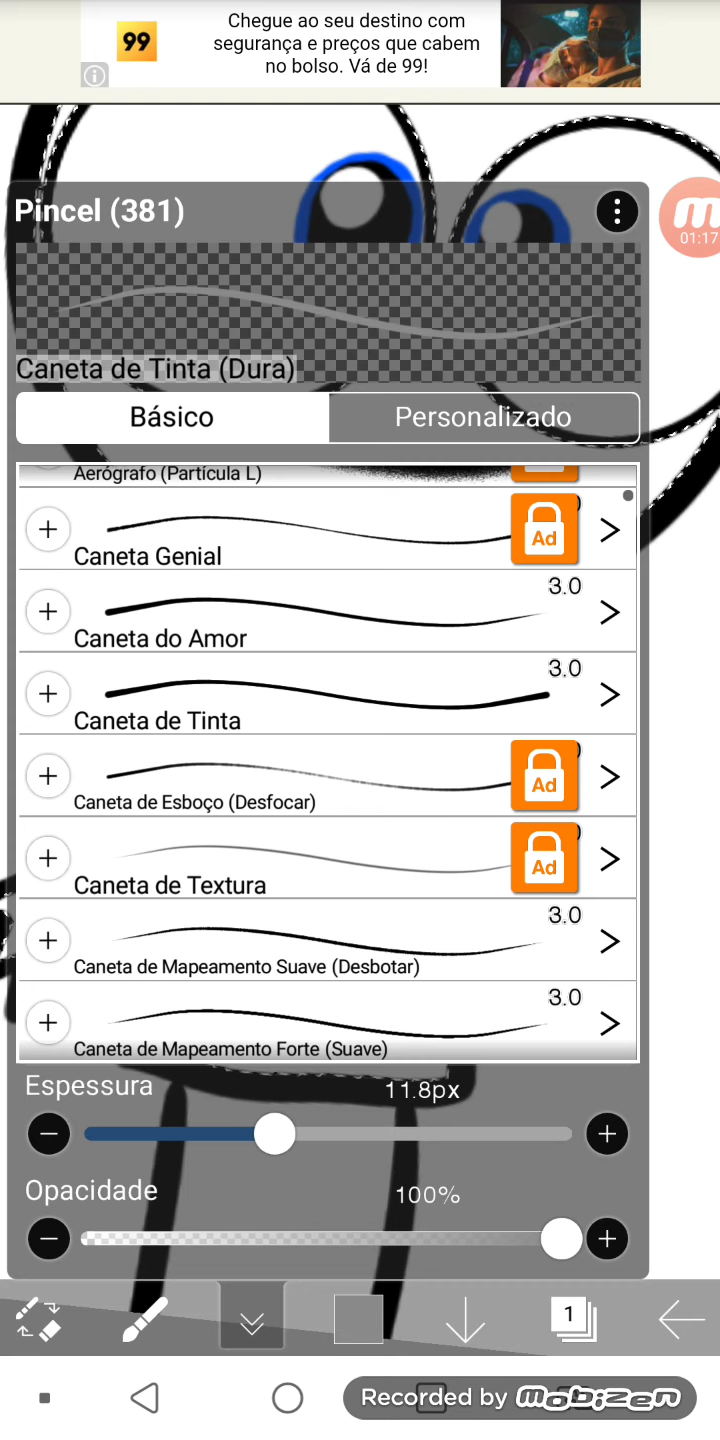 99
Chegue ao seu destino com
segurança e preços que cabem
no bolso. Vá de 99!
Pincel (381)
01:17
Caneta de Tinta (Dura)
Básico
Personalizado
Aerógrafo (Partícula L)
Ad
Caneta Genial
3.0
Caneta do Amor
3.0
Caneta de Tinta
Ad
Caneta de Esboço (Desfocar)
Ad
Caneta de Textura
3.0
Caneta de Mapeamento Suave (Desbotar)
3.0
Caneta de Mapeamento Forte (Suave)
Espessura
11.8px
Opacidade
100%
1
Recorded by Mobizen